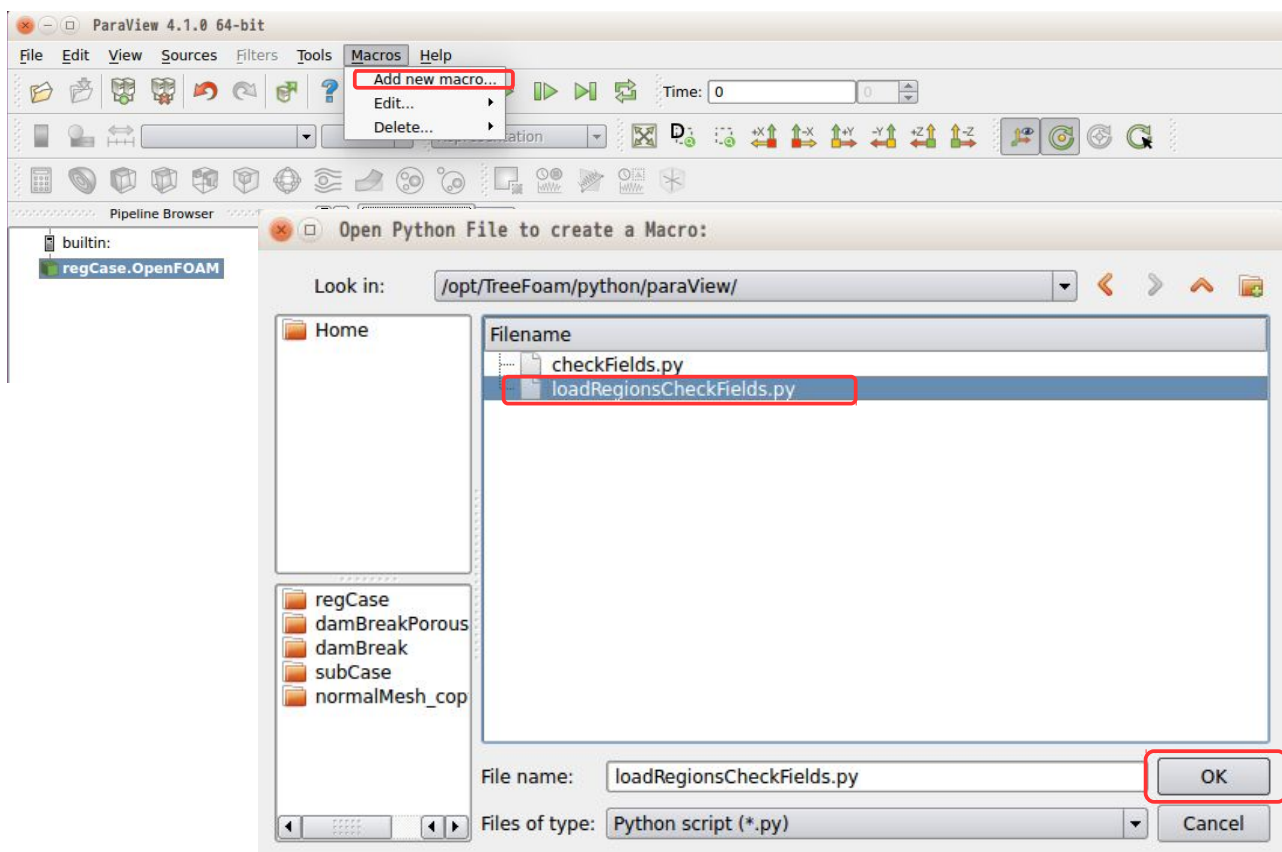 ParaView 4.1.0 64-bit
File Edit View Sources Filters Tools Macros Help
Add new macro...
Time: 0 0
Edit...
Delete...
Pipeline Browser
builtin:
regCase.OpenFOAM
Open Python File to create a Macro:
Look in: /opt/TreeFoam/python/paraView/
Home
Filename
checkFields.py
loadRegionsCheckFields.py
regCase
damBreakPorous
damBreak
subCase
normalMesh_cop
File name: loadRegionsCheckFields.py OK
Files of type: Python script (*.py) Cancel